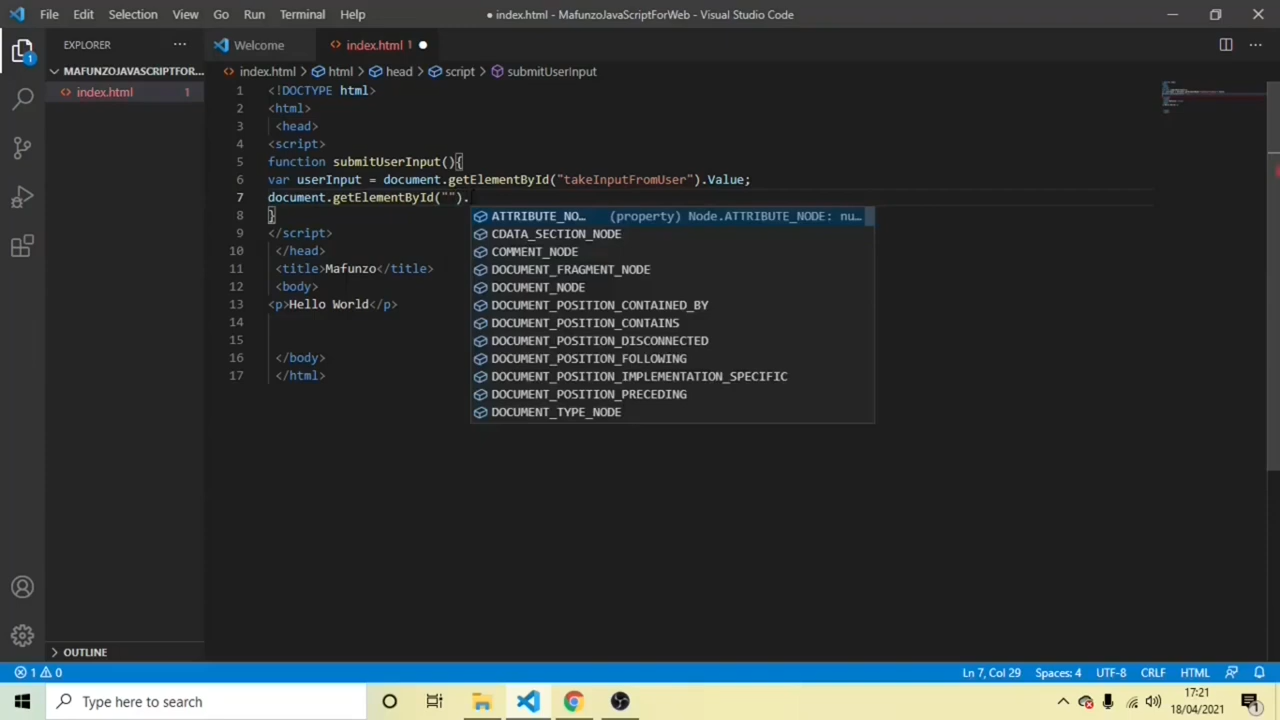 File Edit Selection View Go Run Terminal Help
● index.html - MafunzoJavaScriptForWeb - Visual Studio Code
EXPLORER
Welcome
index.html 1
MAFUNZOJAVASCRIPTFOR...
index.html 1
index.html > html > head > script > submitUserInput
1 <!DOCTYPE html>
2 <html>
3 <head>
4 <script>
5 function submitUserInput(){
6 var userInput = document.getElementById("takeInputFromUser").Value;
7 document.getElementById("").
8 }
9 </script>
10 </head>
11 <title>Mafunzo</title>
12 <body>
13 <p>Hello World</p>
14
15
16 </body>
17 </html>
ATTRIBUTE_NO… (property) Node.ATTRIBUTE_NODE: nu…
CDATA_SECTION_NODE
COMMENT_NODE
DOCUMENT_FRAGMENT_NODE
DOCUMENT_NODE
DOCUMENT_POSITION_CONTAINED_BY
DOCUMENT_POSITION_CONTAINS
DOCUMENT_POSITION_DISCONNECTED
DOCUMENT_POSITION_FOLLOWING
DOCUMENT_POSITION_IMPLEMENTATION_SPECIFIC
DOCUMENT_POSITION_PRECEDING
DOCUMENT_TYPE_NODE
1
OUTLINE
1 0
Ln 7, Col 29 Spaces: 4 UTF-8 CRLF HTML
Type here to search
17:21
18/04/2021
1